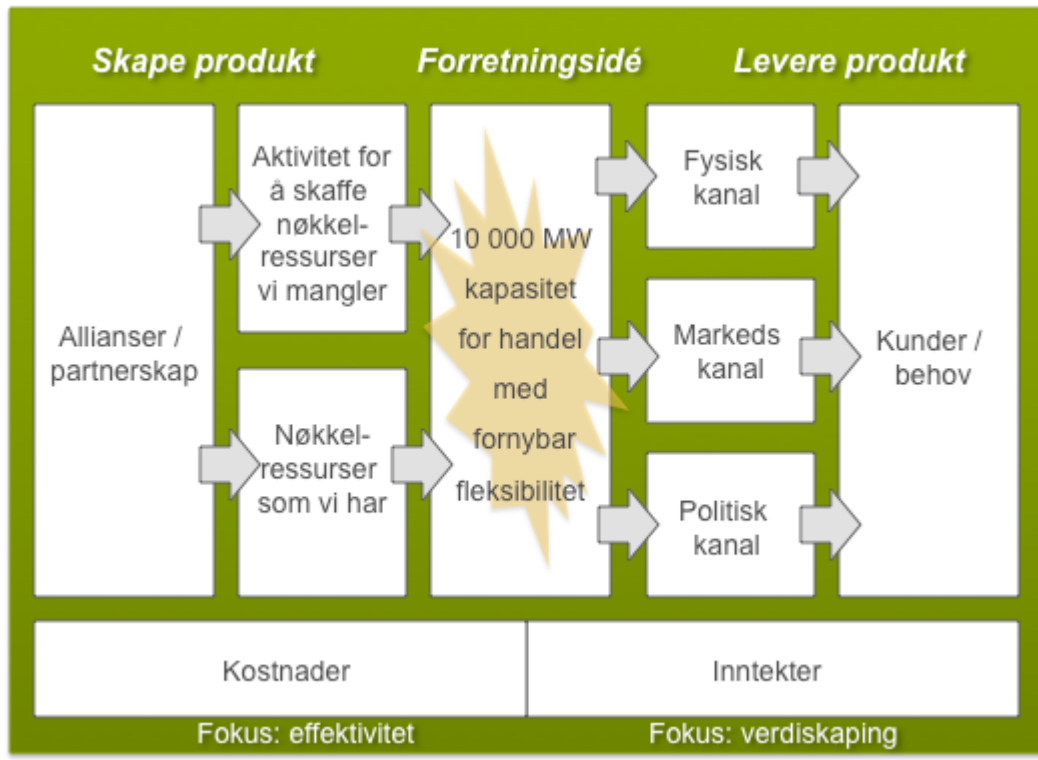 Skape produkt
Forretningsidé
Levere produkt
Allianser /
partnerskap
Aktivitet for
å skaffe
nøkkel-
ressurser
vi mangler
Nøkkel-
ressurser
som vi har
10 000 MW
kapasitet
for handel
med
fornybar
fleksibilitet
Fysisk
kanal
Markeds
kanal
Politisk
kanal
Kunder /
behov
Kostnader
Inntekter
Fokus: effektivitet
Fokus: verdiskaping